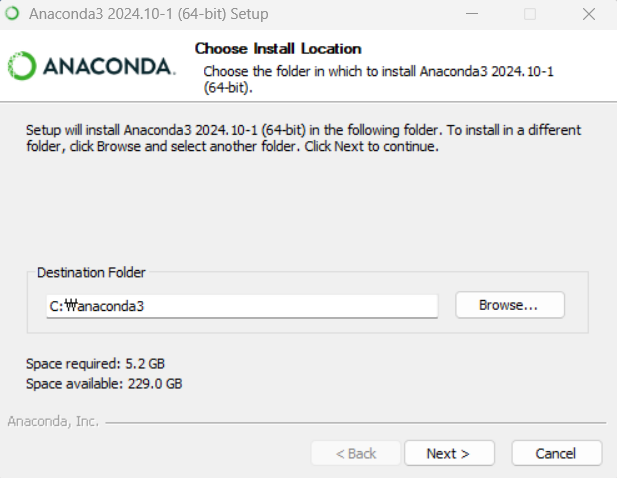 Anaconda3 2024.10-1 (64-bit) Setup
ANACONDA.
Choose Install Location
Choose the folder in which to install Anaconda3 2024.10-1
(64-bit).
Setup will install Anaconda3 2024.10-1 (64-bit) in the following folder. To install in a different
folder, click Browse and select another folder. Click Next to continue.
Destination Folder
C:₩anaconda3
Browse...
Space required: 5.2 GB
Space available: 229.0 GB
Anaconda, Inc.
< Back
Next >
Cancel